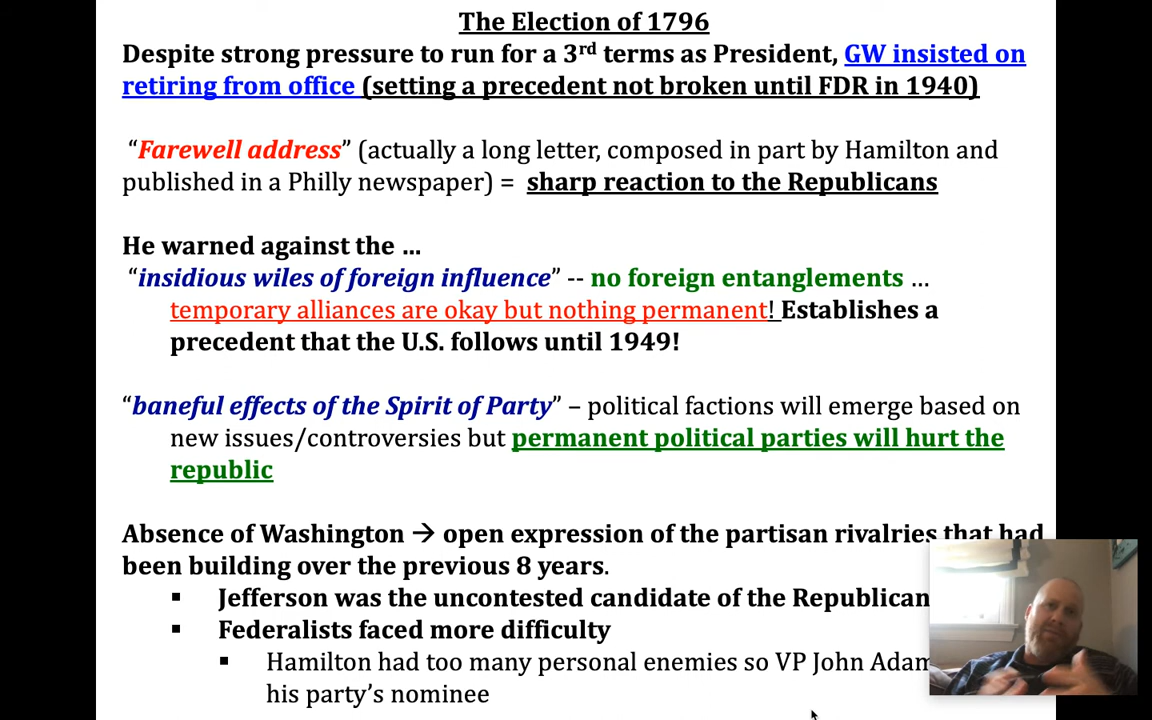 The Election of 1796
Despite strong pressure to run for a 3rd terms as President, GW insisted on
retiring from office (setting a precedent not broken until FDR in 1940)
“Farewell address” (actually a long letter, composed in part by Hamilton and
published in a Philly newspaper) = sharp reaction to the Republicans
He warned against the …
“insidious wiles of foreign influence” -- no foreign entanglements …
temporary alliances are okay but nothing permanent! Establishes a
precedent that the U.S. follows until 1949!
“baneful effects of the Spirit of Party” – political factions will emerge based on
new issues/controversies but permanent political parties will hurt the
republic
Absence of Washington → open expression of the partisan rivalries that had
been building over the previous 8 years.
▪ Jefferson was the uncontested candidate of the Republican
▪ Federalists faced more difficulty
▪ Hamilton had too many personal enemies so VP John Adam
his party’s nominee